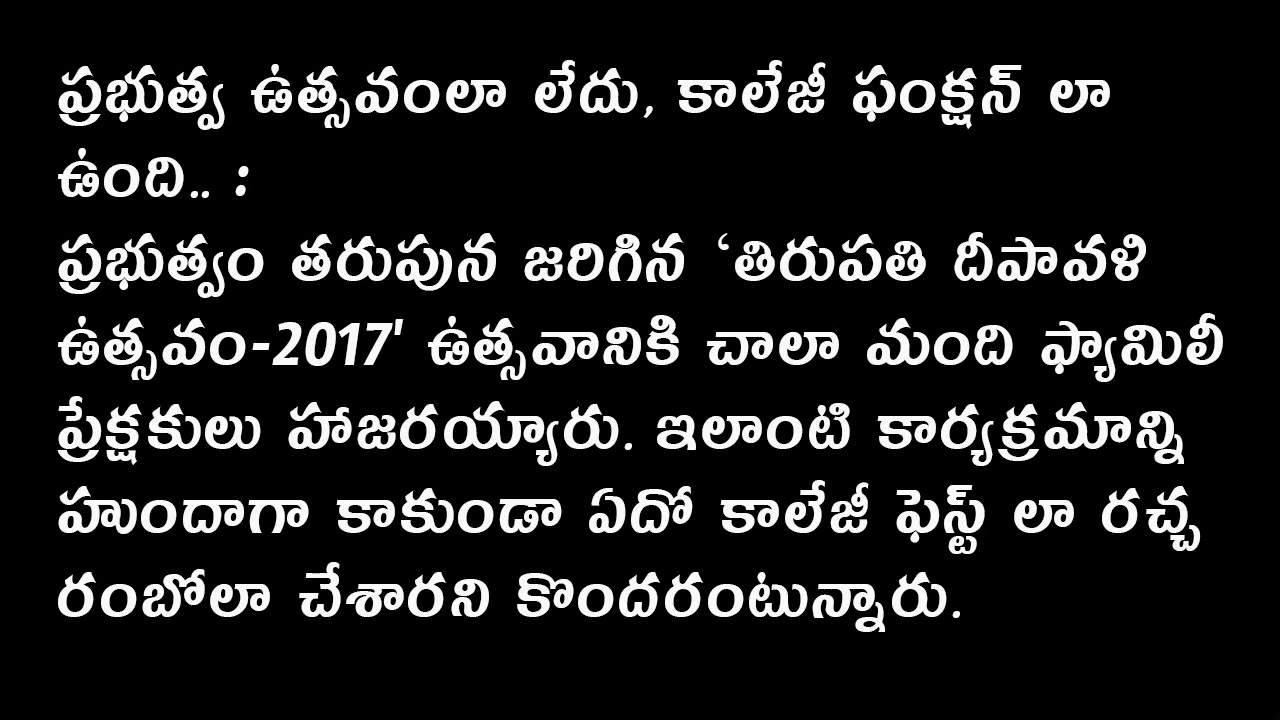 ప్రభుత్వ ఉత్సవంలా లేదు, కాలేజీ ఫంక్షన్ లా
ఉంది.. :
ప్రభుత్వం తరుపున జరిగిన ‘తిరుపతి దీపావళి
ఉత్సవం-2017' ఉత్సవానికి చాలా మంది ఫ్యామిలీ
ప్రేక్షకులు హాజరయ్యారు. ఇలాంటి కార్యక్రమాన్ని
హుందాగా కాకుండా ఏదో కాలేజీ ఫెస్ట్ లా రచ్చ
రంబోలా చేశారని కొందరంటున్నారు.